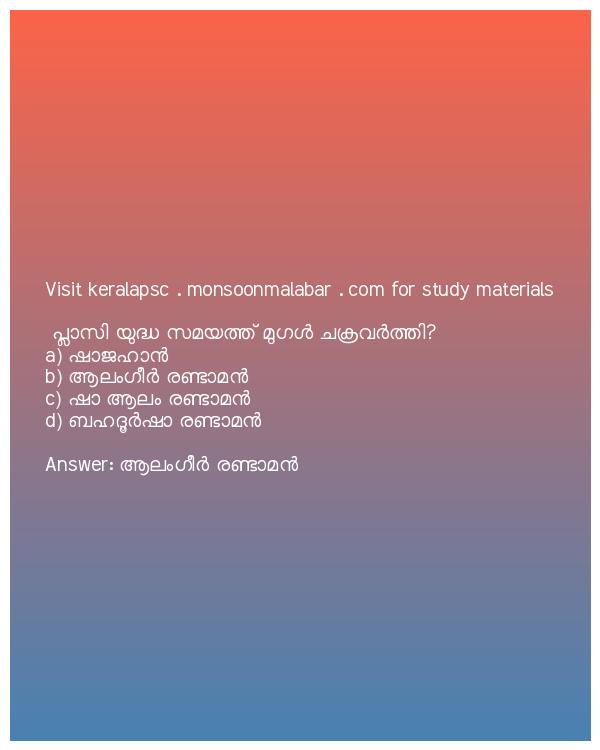 Visit keralapsc . monsoonmalabar . com for study materials
പ്ലാസി യുദ്ധ സമയത്ത് മുഗൾ ചക്രവർത്തി?
a) ഷാജഹാൻ
b) ആലംഗീർ രണ്ടാമൻ
c) ഷാ ആലം രണ്ടാമൻ
d) ബഹദൂർഷാ രണ്ടാമൻ
Answer: ആലംഗീർ രണ്ടാമൻ